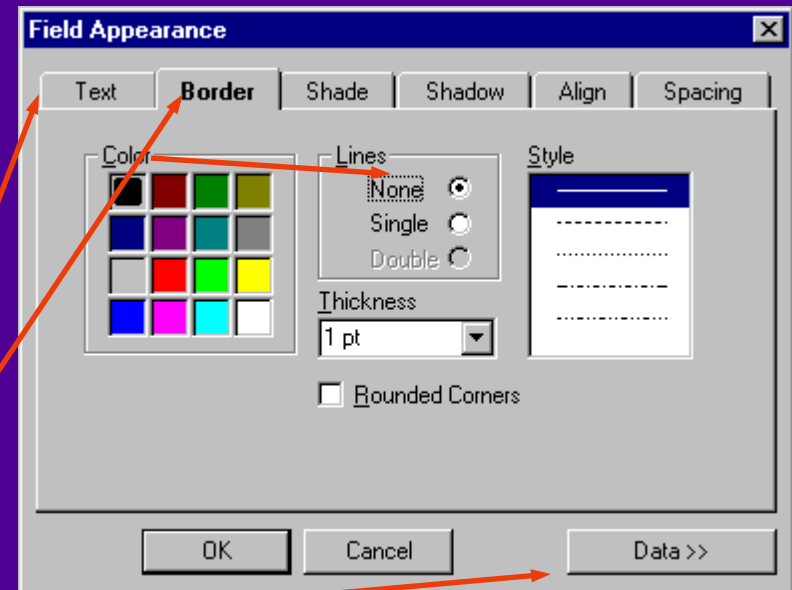 Field Appearance
Text Border Shade Shadow Align Spacing
Color
Lines
None
Single
Double
Thickness
1 pt
Rounded Corners
Style
OK Cancel Data >>